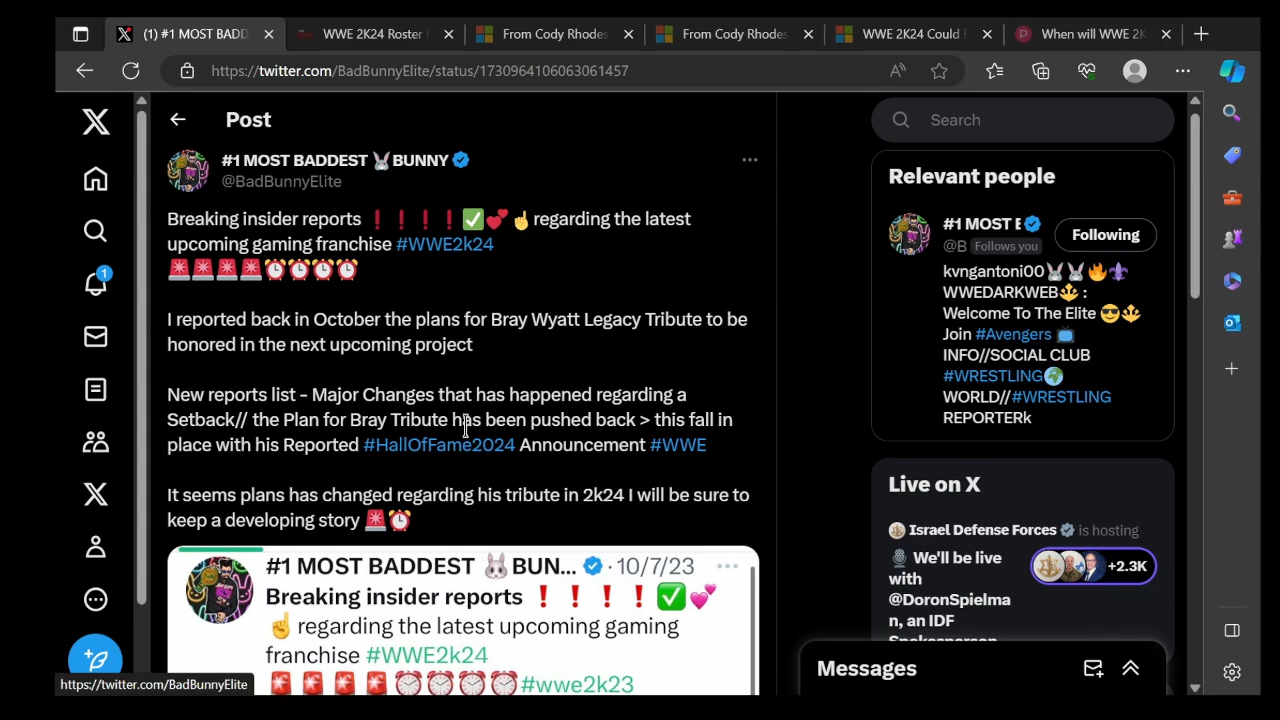 (1) #1 MOST BADD
WWE 2K24 Roster
From Cody Rhodes
From Cody Rhodes
WWE 2K24 Could
When will WWE 2K
https://twitter.com/BadBunnyElite/status/1730964106063061457
Post
#1 MOST BADDEST 🐰BUNNY
@BadBunnyElite
Breaking insider reports ❗❗❗❗✅💕☝regarding the latest
upcoming gaming franchise #WWE2k24
🚨🚨🚨🚨⏰⏰⏰⏰
I reported back in October the plans for Bray Wyatt Legacy Tribute to be
honored in the next upcoming project
New reports list - Major Changes that has happened regarding a
Setback// the Plan for Bray Tribute has been pushed back > this fall in
place with his Reported #HallOfFame2024 Announcement #WWE
It seems plans has changed regarding his tribute in 2k24 I will be sure to
keep a developing story 🚨⏰
#1 MOST BADDEST 🐰BUN... · 10/7/23
Breaking insider reports ❗❗❗❗✅💕
☝regarding the latest upcoming gaming
franchise #WWE2k24
🚨🚨🚨🚨⏰⏰⏰⏰#wwe2k23
https://twitter.com/BadBunnyElite
1
Search
Relevant people
#1 MOST E
@B Follows you
Following
kvngantoni00🐰🐰🔥⚜
WWEDARKWEB🔱 :
Welcome To The Elite 😎🔱
Join #Avengers 📺
INFO//SOCIAL CLUB
#WRESTLING🌍
WORLD//#WRESTLING
REPORTERk
Live on X
Israel Defense Forces is hosting
🎙 We'll be live
with
@DoronSpielma
n, an IDF
Spokesperson
+2.3K
Messages